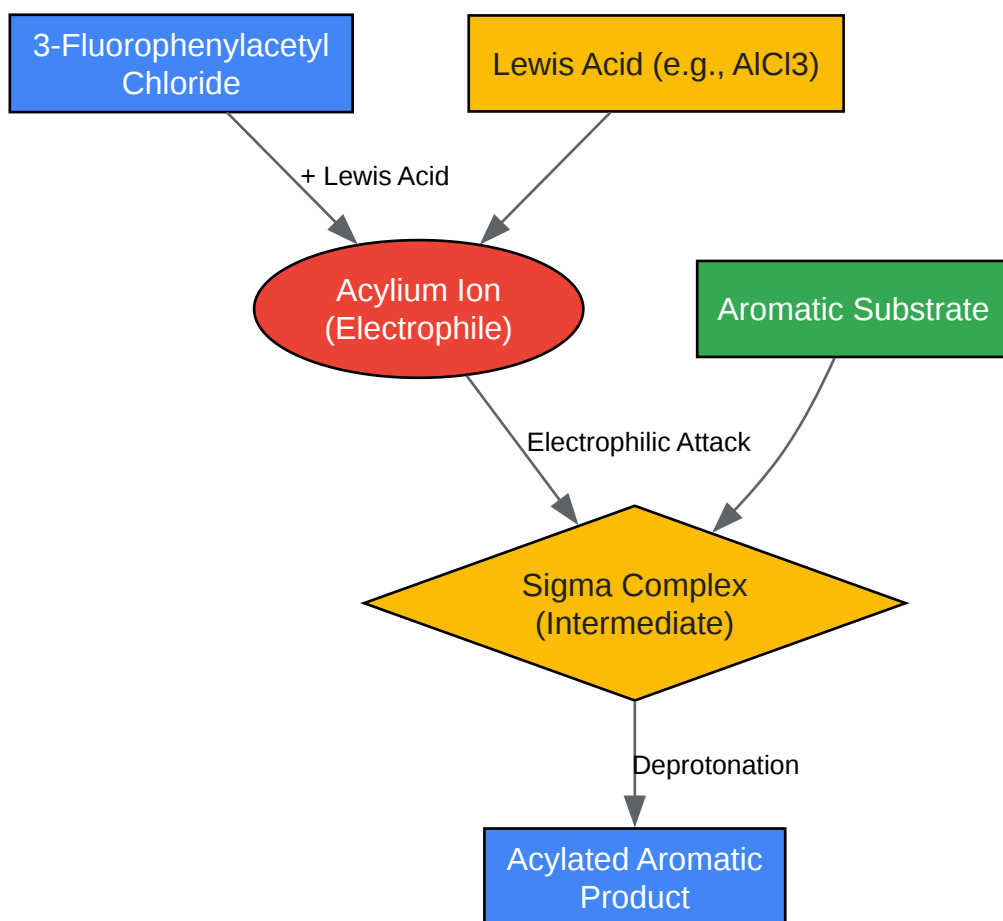 3-Fluorophenylacetyl
Chloride
Lewis Acid (e.g., AlCl3)
+ Lewis Acid
Acylium Ion
(Electrophile)
Aromatic Substrate
Electrophilic Attack
Sigma Complex
(Intermediate)
Deprotonation
Acylated Aromatic
Product